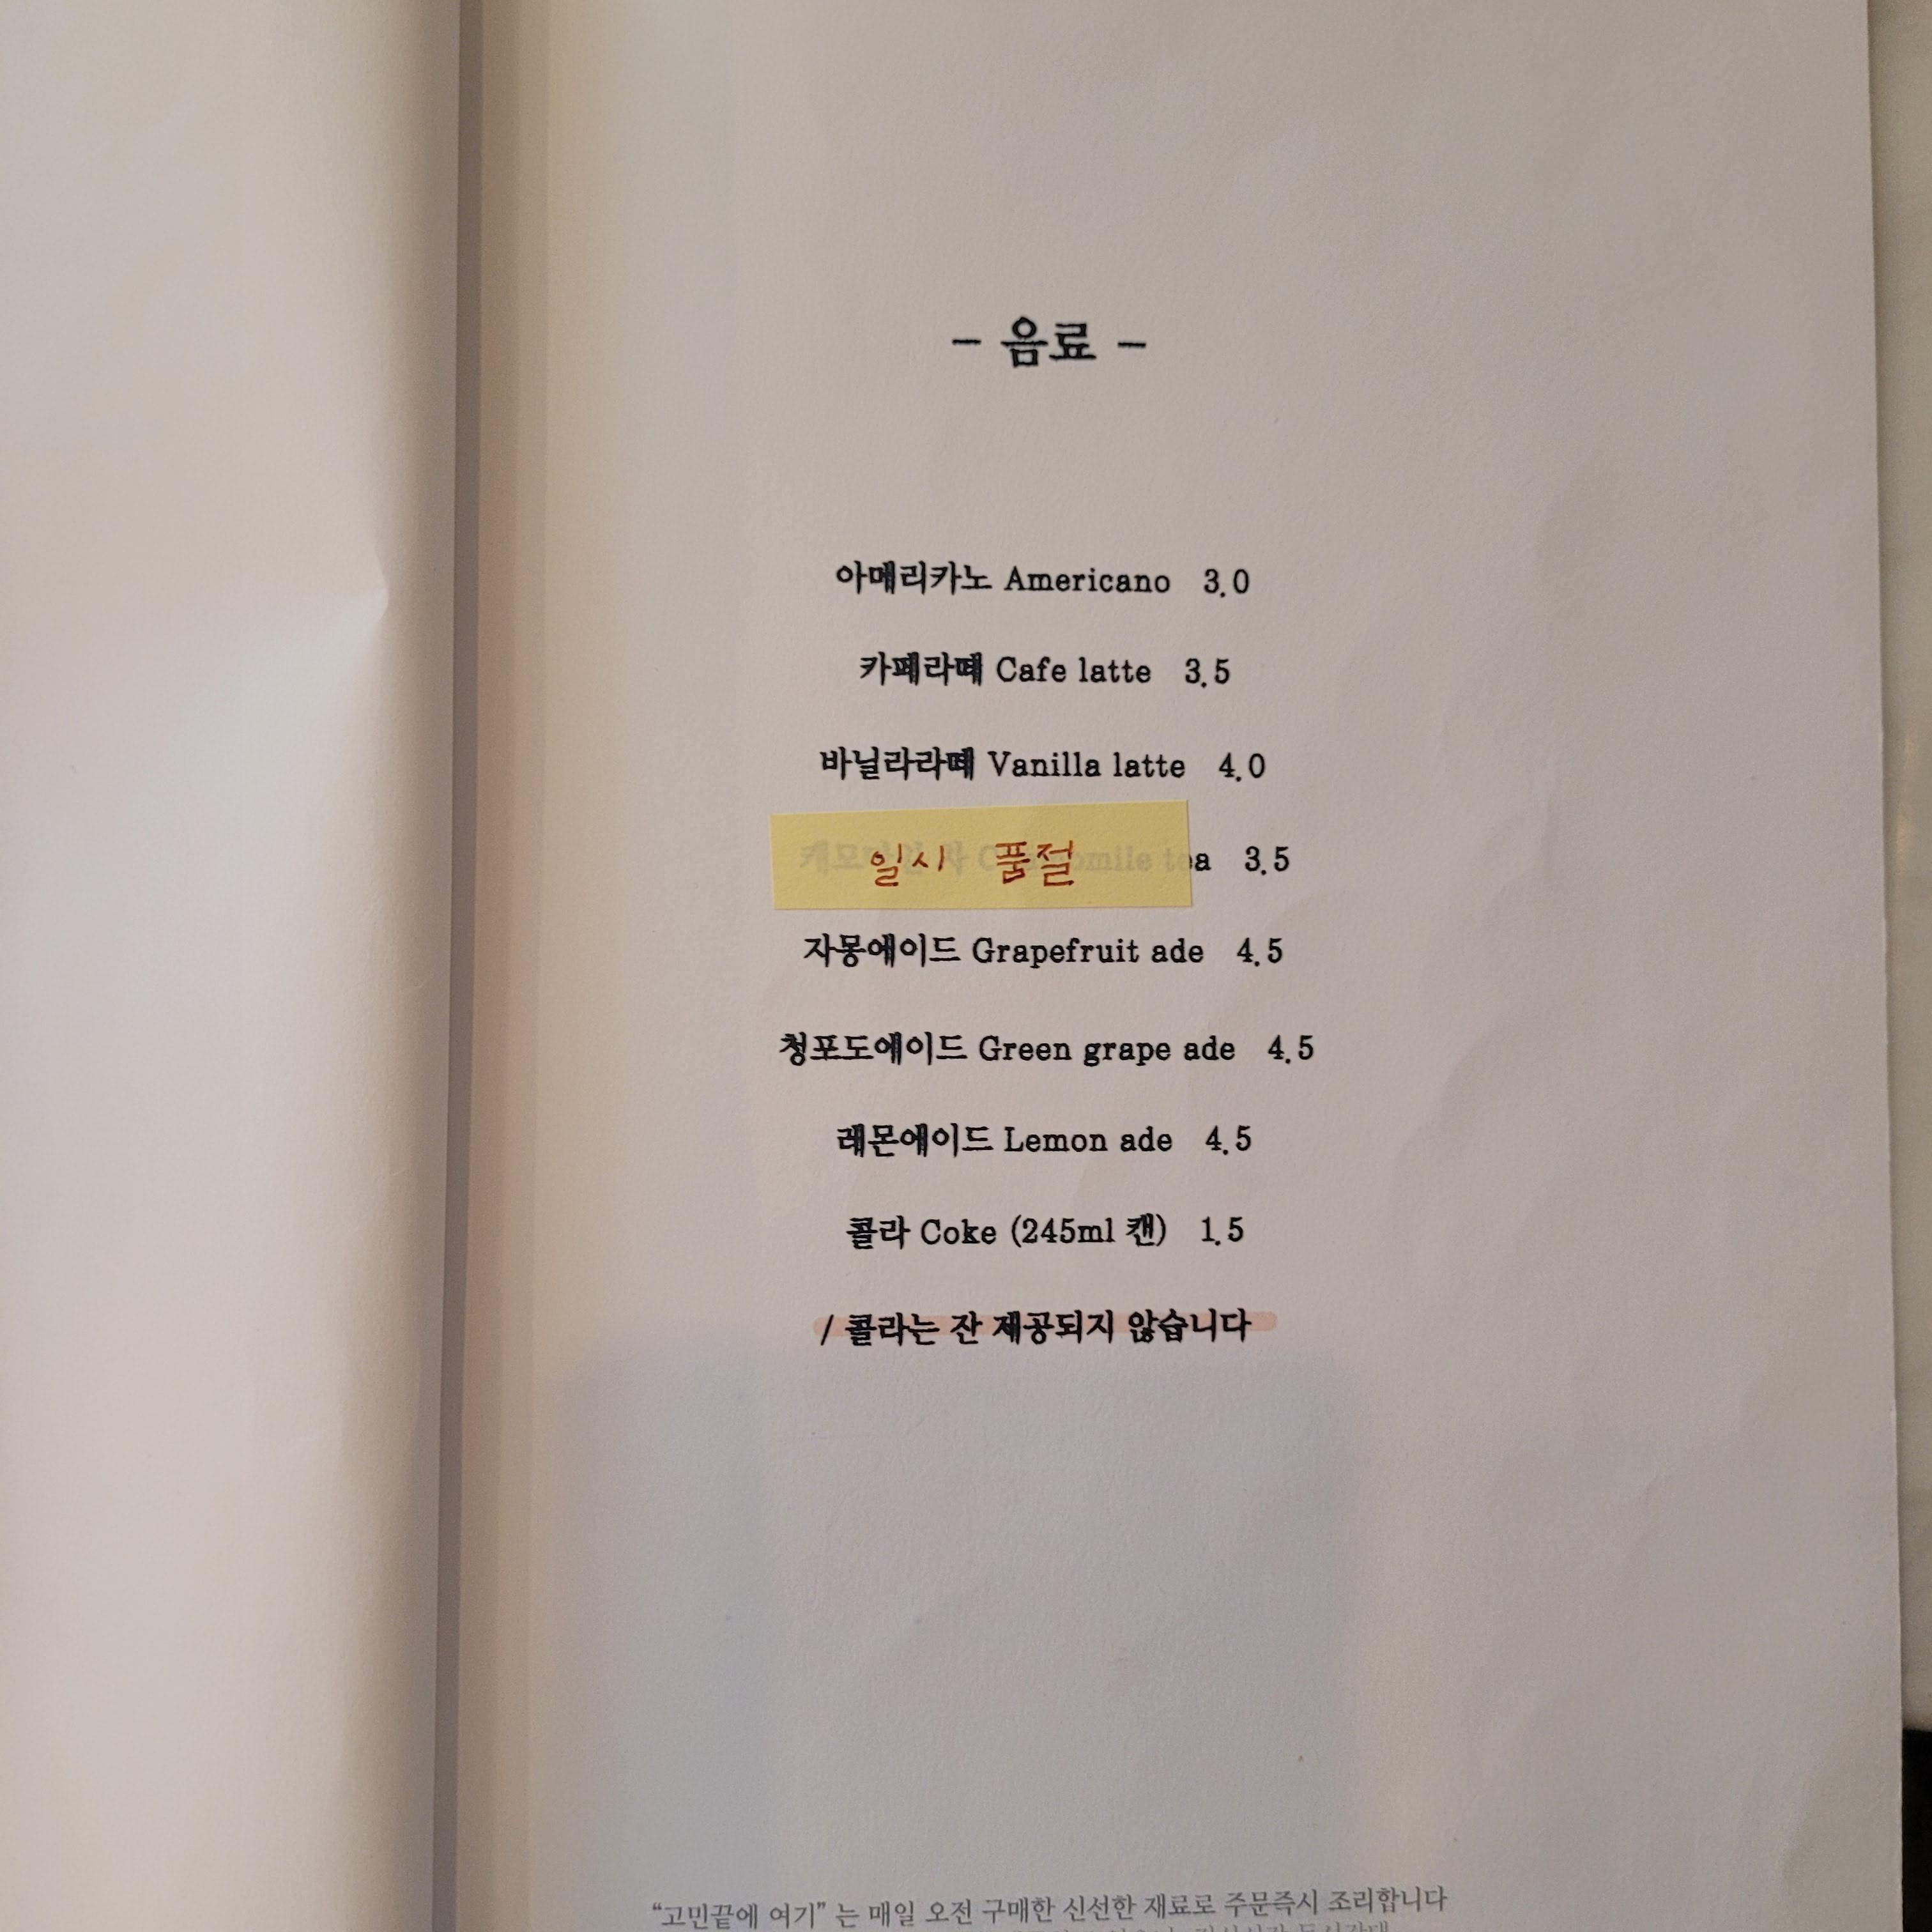 - 음료 -
아메리카노 Americano 3.0
카페라떼 Cafe latte 3.5
바닐라라떼 Vanilla latte 4.0
일시 품절
3.5
자몽에이드 Grapefruit ade 4.5
청포도에이드 Green grape ade 4.5
레몬에이드 Lemon ade 4.5
콜라 Coke (245ml 캔) 1.5
/ 콜라는 잔 제공되지 않습니다
“고민끝에 여기” 는 매일 오전 구매한 신선한 재료로 주문즉시 조리합니다